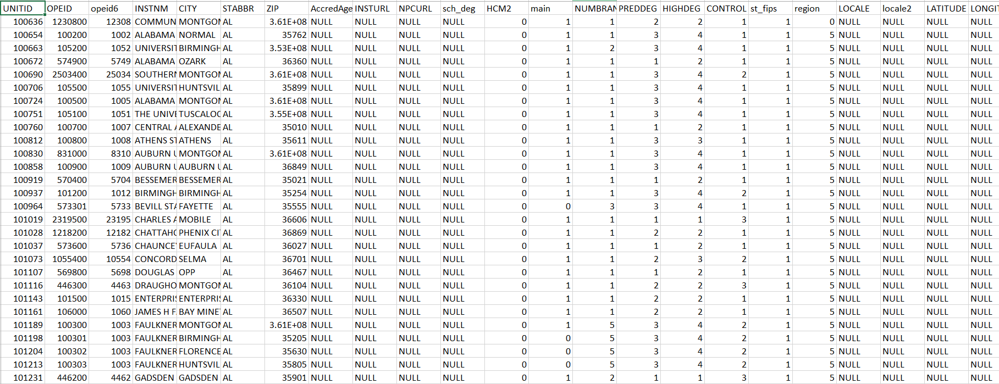 UNITID OPEID opeid6 INSTNM CITY STABBR ZIP AccredAge INSTURL NPCURL sch_deg HCM2 main NUMBRAN PREDDEG HIGHDEG CONTROL st_fips region LOCALE locale2 LATITUDE LONGIT
100636 1230800 12308 COMMUN MONTGO AL 3.61E+08 NULL NULL NULL NULL 0 1 1 2 2 1 1 0 NULL NULL NULL NULL
100654 100200 1002 ALABAMA NORMAL AL 35762 NULL NULL NULL NULL 0 1 1 3 4 1 1 5 NULL NULL NULL NULL
100663 105200 1052 UNIVERSIT BIRMINGH AL 3.53E+08 NULL NULL NULL NULL 0 1 2 3 4 1 1 5 NULL NULL NULL NULL
100672 574900 5749 ALABAMA OZARK AL 36360 NULL NULL NULL NULL 0 1 1 1 2 1 1 5 NULL NULL NULL NULL
100690 2503400 25034 SOUTHERN MONTGO AL 3.61E+08 NULL NULL NULL NULL 0 1 1 3 4 2 1 5 NULL NULL NULL NULL
100706 105500 1055 UNIVERSIT HUNTSVIL AL 35899 NULL NULL NULL NULL 0 1 1 3 4 1 1 5 NULL NULL NULL NULL
100724 100500 1005 ALABAMA MONTGO AL 3.61E+08 NULL NULL NULL NULL 0 1 1 3 4 1 1 5 NULL NULL NULL NULL
100751 105100 1051 THE UNIVE TUSCALOC AL 3.55E+08 NULL NULL NULL NULL 0 1 1 3 4 1 1 5 NULL NULL NULL NULL
100760 100700 1007 CENTRAL A ALEXANDE AL 35010 NULL NULL NULL NULL 0 1 1 1 2 1 1 5 NULL NULL NULL NULL
100812 100800 1008 ATHENS ST ATHENS AL 35611 NULL NULL NULL NULL 0 1 1 3 3 1 1 5 NULL NULL NULL NULL
100830 831000 8310 AUBURN U MONTGO AL 3.61E+08 NULL NULL NULL NULL 0 1 1 3 4 1 1 5 NULL NULL NULL NULL
100858 100900 1009 AUBURN U AUBURN U AL 36849 NULL NULL NULL NULL 0 1 1 3 4 1 1 5 NULL NULL NULL NULL
100919 570400 5704 BESSEMER BESSEMER AL 35021 NULL NULL NULL NULL 0 1 1 1 2 1 1 5 NULL NULL NULL NULL
100937 101200 1012 BIRMINGH BIRMINGH AL 35254 NULL NULL NULL NULL 0 1 1 3 4 2 1 5 NULL NULL NULL NULL
100964 573301 5733 BEVILL STA FAYETTE AL 35555 NULL NULL NULL NULL 0 0 3 3 4 1 1 5 NULL NULL NULL NULL
101019 2319500 23195 CHARLES A MOBILE AL 36606 NULL NULL NULL NULL 0 1 1 1 1 3 1 5 NULL NULL NULL NULL
101028 1218200 12182 CHATTAHC PHENIX CI AL 36869 NULL NULL NULL NULL 0 1 1 2 2 1 1 5 NULL NULL NULL NULL
101037 573600 5736 CHAUNCEY EUFAULA AL 36027 NULL NULL NULL NULL 0 1 1 1 2 1 1 5 NULL NULL NULL NULL
101073 1055400 10554 CONCORD SELMA AL 36701 NULL NULL NULL NULL 0 1 1 2 3 2 1 5 NULL NULL NULL NULL
101107 569800 5698 DOUGLAS OPP AL 36467 NULL NULL NULL NULL 0 1 1 1 2 1 1 5 NULL NULL NULL NULL
101116 446300 4463 DRAUGHO MONTGO AL 36104 NULL NULL NULL NULL 0 1 1 2 2 3 1 5 NULL NULL NULL NULL
101143 101500 1015 ENTERPRIS ENTERPRIS AL 36330 NULL NULL NULL NULL 0 1 1 2 2 1 1 5 NULL NULL NULL NULL
101161 106000 1060 JAMES H F. BAY MINET AL 36507 NULL NULL NULL NULL 0 1 1 2 2 1 1 5 NULL NULL NULL NULL
101189 100300 1003 FAULKNER MONTGO AL 3.61E+08 NULL NULL NULL NULL 0 1 5 3 4 2 1 5 NULL NULL NULL NULL
101198 100301 1003 FAULKNER BIRMINGH AL 35205 NULL NULL NULL NULL 0 0 5 3 4 2 1 5 NULL NULL NULL NULL
101204 100302 1003 FAULKNER FLORENCE AL 35630 NULL NULL NULL NULL 0 0 5 3 4 2 1 5 NULL NULL NULL NULL
101213 100303 1003 FAULKNER HUNTSVIL AL 35805 NULL NULL NULL NULL 0 0 5 3 4 2 1 5 NULL NULL NULL NULL
101231 446200 4462 GADSDEN GADSDEN AL 35901 NULL NULL NULL NULL 0 1 2 1 1 3 1 5 NULL NULL NULL NULL